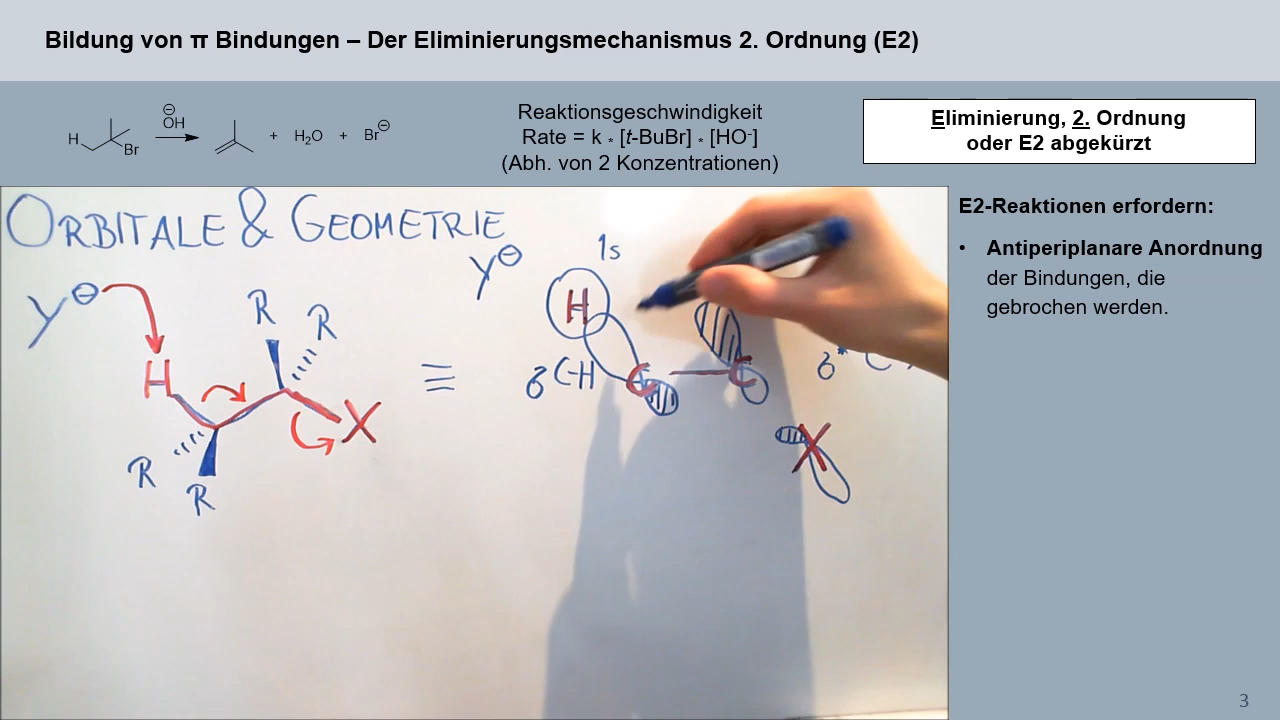 Bildung von π Bindungen – Der Eliminierungsmechanismus 2. Ordnung (E2)
H Br ⊖OH + H₂O + Br⊖
Reaktionsgeschwindigkeit
Rate = k * [t-BuBr] * [HO-]
(Abh. von 2 Konzentrationen)
Eliminierung, 2. Ordnung
oder E2 abgekürzt
ORBITALE & GEOMETRIE
Y⊖
H
R
R
X
R
R
≡
Y⊖
1s
H
σC-H
C
C
σ* C
X
E2-Reaktionen erfordern:
• Antiperiplanare Anordnung
der Bindungen, die
gebrochen werden.
3